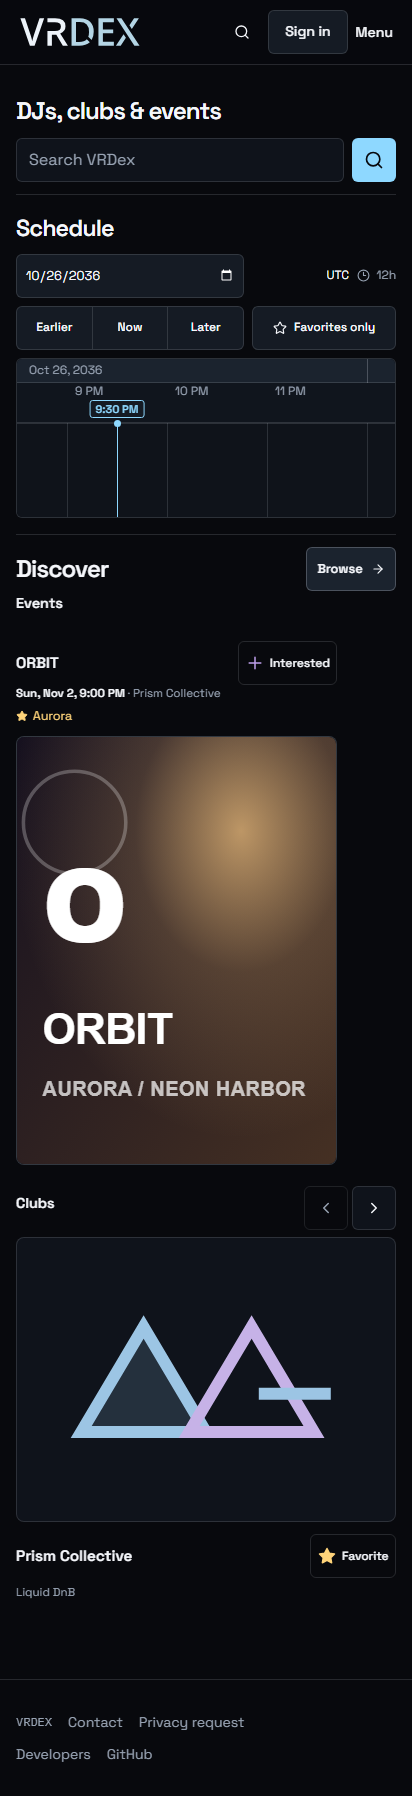 VRDEX
Sign in
Menu
DJs, clubs & events
Search VRDex
Schedule
10/26/2036
UTC 12h
Earlier
Now
Later
Favorites only
Oct 26, 2036
9 PM
10 PM
11 PM
9:30 PM
Discover
Browse
Events
ORBIT
Interested
Sun, Nov 2, 9:00 PM · Prism Collective
Aurora
O
ORBIT
AURORA / NEON HARBOR
Clubs
Prism Collective
Favorite
Liquid DnB
VRDEX
Contact
Privacy request
Developers
GitHub